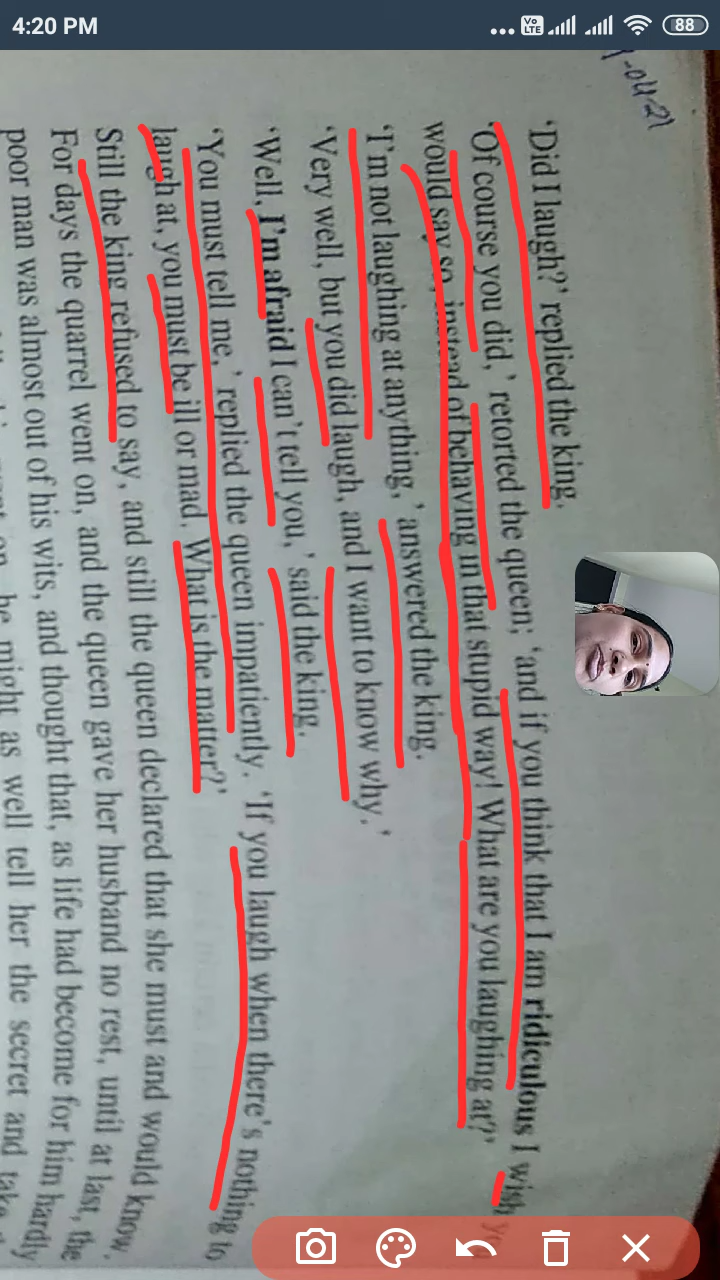 4:20 PM
Vo LTE
88
-04-21
‘Did I laugh?’ replied the king.
‘Of course you did,’ retorted the queen; ‘and if you think that I am ridiculous I wish
would say so, instead of behaving in that stupid way! What are you laughing at?’
‘I'm not laughing at anything,’ answered the king.
‘Very well, but you did laugh, and I want to know why.’
‘Well, I'm afraid I can't tell you,’ said the king.
‘You must tell me,’ replied the queen impatiently. ‘If you laugh when there's nothing to
laugh at, you must be ill or mad. What is the matter?’
Still the king refused to say, and still the queen declared that she must and would know.
For days the quarrel went on, and the queen gave her husband no rest, until at last, the
poor man was almost out of his wits, and thought that, as life had become for him hardly
he might as well tell her the secret and take